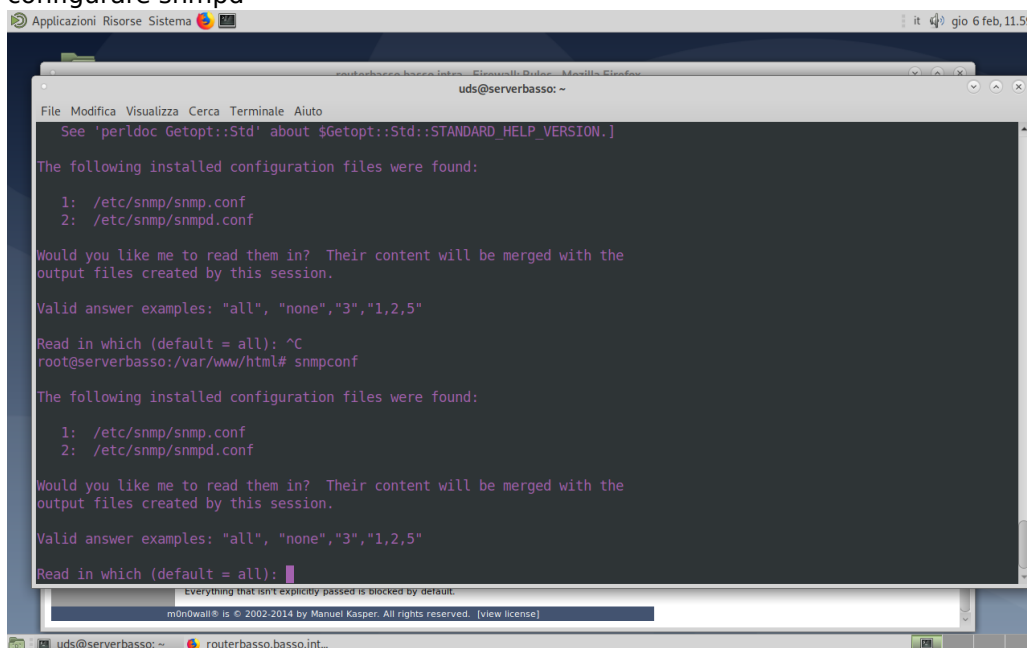 configurare snmpd
Applicazioni Risorse Sistema
it gio 6 feb, 11.5
routerbasso.basso.intra - Firewall: Rules - Mozilla Firefox
uds@serverbasso: ~
File Modifica Visualizza Cerca Terminale Aiuto
See 'perldoc Getopt::Std' about $Getopt::Std::STANDARD_HELP_VERSION.]
The following installed configuration files were found:
1: /etc/snmp/snmp.conf
2: /etc/snmp/snmpd.conf
Would you like me to read them in? Their content will be merged with the
output files created by this session.
Valid answer examples: "all", "none","3","1,2,5"
Read in which (default = all): ^C
root@serverbasso:/var/www/html# snmpconf
The following installed configuration files were found:
1: /etc/snmp/snmp.conf
2: /etc/snmp/snmpd.conf
Would you like me to read them in? Their content will be merged with the
output files created by this session.
Valid answer examples: "all", "none","3","1,2,5"
Read in which (default = all):
Everything that isn't explicitly passed is blocked by default.
m0n0wall® is © 2002-2014 by Manuel Kasper. All rights reserved. [view license]
uds@serverbasso: ~
routerbasso.basso.int...